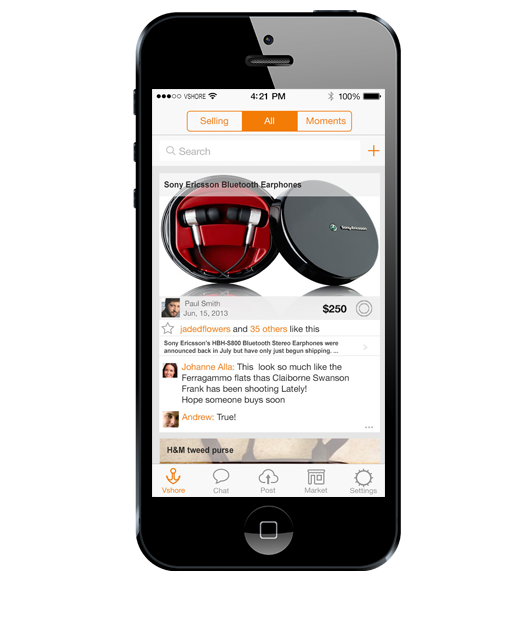 VSHORE 4:21 PM 100%
Selling All Moments
Search
Sony Ericsson Bluetooth Earphones
Sony Ericsson
Paul Smith
Jun, 15, 2013
$250
jadedflowers and 35 others like this
Sony Ericsson's HBH-S800 Bluetooth Stereo Earphones were
announced back in July but have only just begun shipping. ...
Johanne Alla: This look so much like the
Ferragammo flats thas Claiborne Swanson
Frank has been shooting Lately!
Hope someone buys soon
Andrew: True!
H&M tweed purse
Vshore Chat Post Market Settings